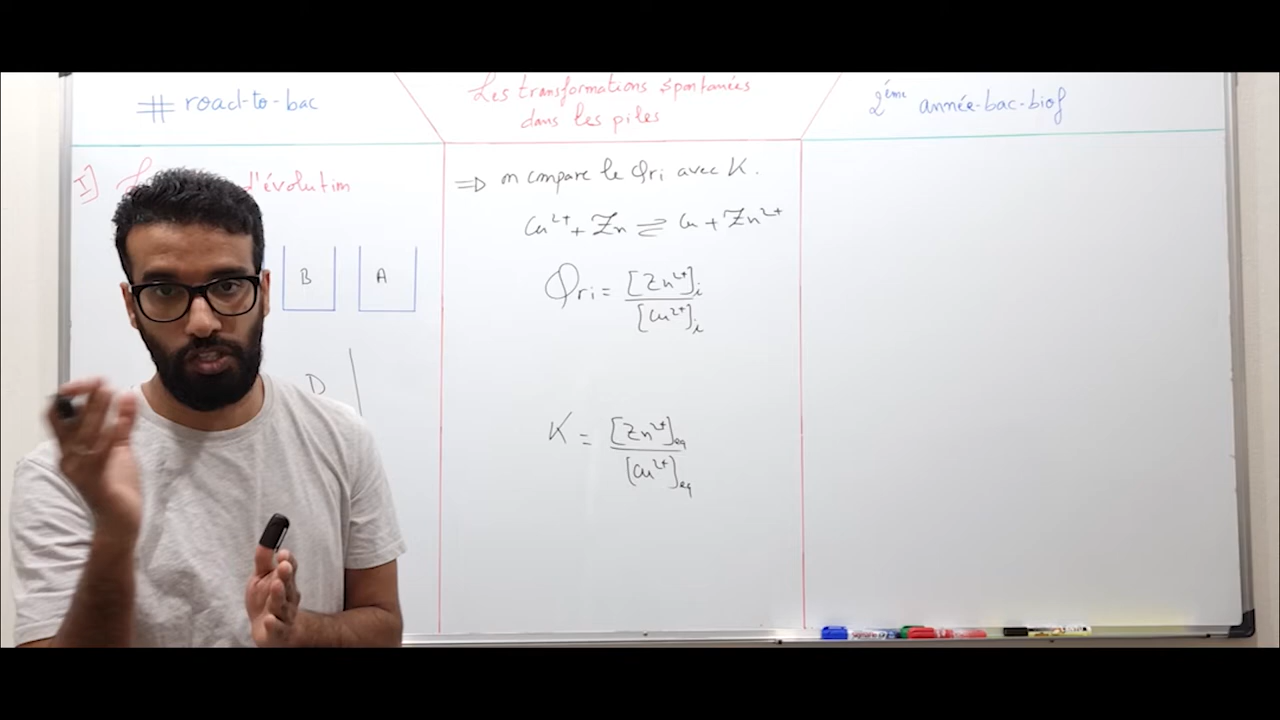 # road-to-bac
Les transformations spontanées
dans les piles
2ème année-bac-biof
I] d'évolution
B A
D
⇒ on compare le Qri avec K.
Cu²⁺ + Zn ⇌ Cu + Zn²⁺
Qri = [Zn²⁺]i / [Cu²⁺]i
K = [Zn²⁺]eq / [Cu²⁺]eq